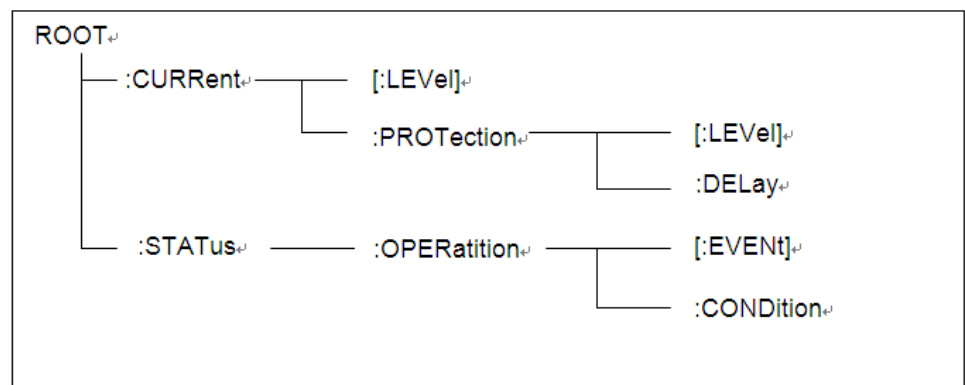 ROOT↵
:CURRent↵ [:LEVel]↵
:PROTection↵ [:LEVel]↵
:DELay↵
:STATus↵ :OPERatition↵ [:EVENt]↵
:CONDition↵